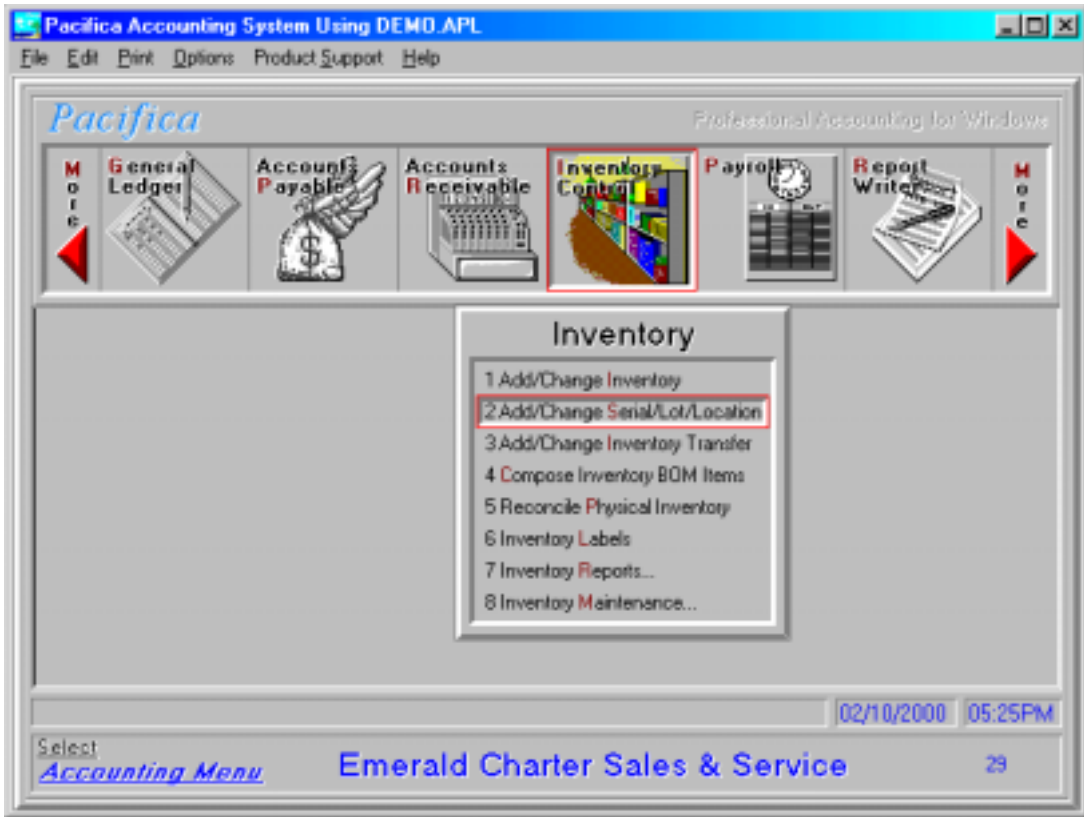 Pacifica Accounting System Using DEMO.APL
File Edit Print Options Product Support Help
Pacifica
Professional Accounting for Windows
More
General Ledger
Accounts Payable
Accounts Receivable
Inventory Control
Payroll
Report Writer
More
Inventory
1 Add/Change Inventory
2 Add/Change Serial/Lot/Location
3 Add/Change Inventory Transfer
4 Compose Inventory BOM Items
5 Reconcile Physical Inventory
6 Inventory Labels
7 Inventory Reports...
8 Inventory Maintenance...
02/10/2000 05:25PM
Select
Accounting Menu
Emerald Charter Sales & Service
29